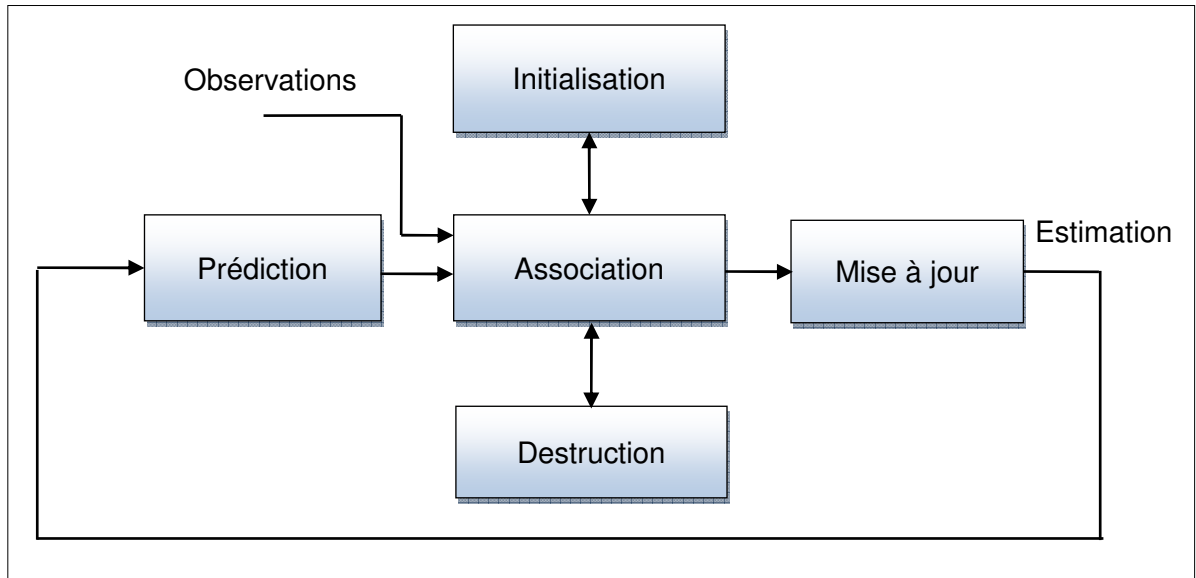 Initialisation
Observations
Prédiction
Association
Mise à jour
Estimation
Destruction